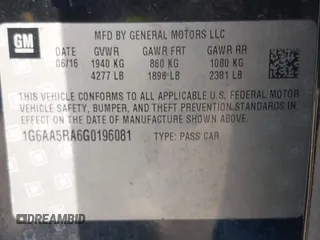 GM
MFD BY GENERAL MOTORS LLC
DATE GVWR GAWR FRT GAWR RR
06/16 1940 KG 860 KG 1080 KG
4277 LB 1896 LB 2381 LB
THIS VEHICLE CONFORMS TO ALL APPLICABLE U.S. FEDERAL MOTOR
VEHICLE SAFETY, BUMPER, AND THEFT PREVENTION STANDARDS IN
EFFECT ON THE DATE OF MANUFACTURE SHOWN ABOVE.
1G6AA5RA6G0196081 TYPE: PASS CAR
DREAMBID